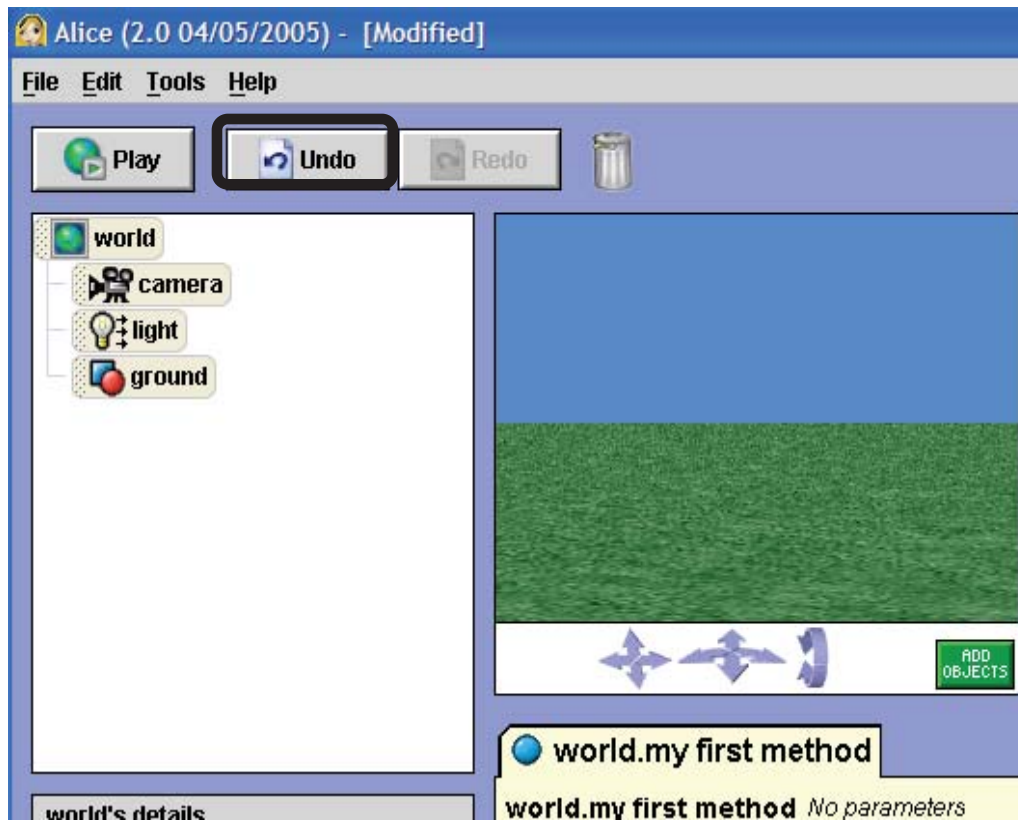 Alice (2.0 04/05/2005) - [Modified]
File Edit Tools Help
Play Undo Redo
world
camera
light
ground
ADD
OBJECTS
world.my first method
world's details
world.my first method No parameters